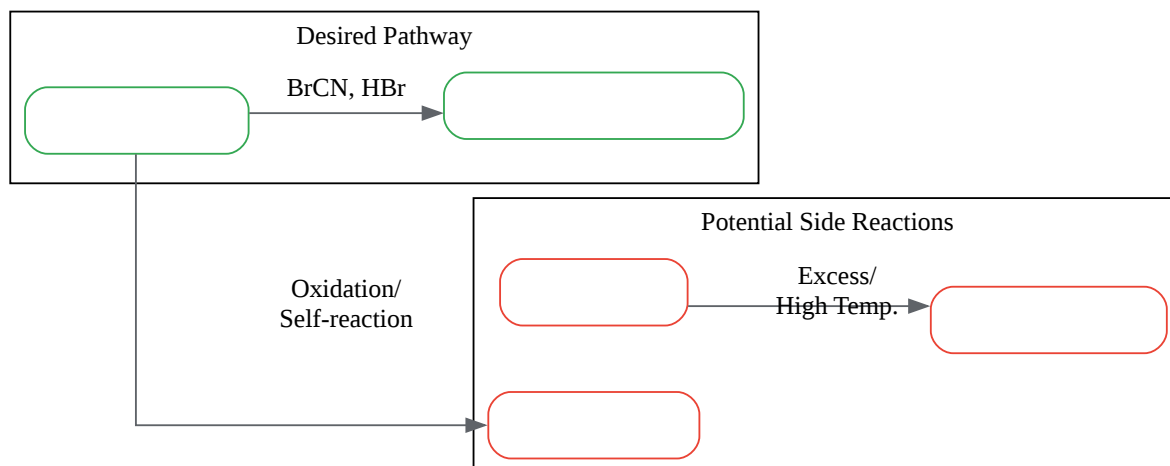 Desired Pathway
BrCN, HBr
Potential Side Reactions
Oxidation/
Self-reaction
Excess/
High Temp.